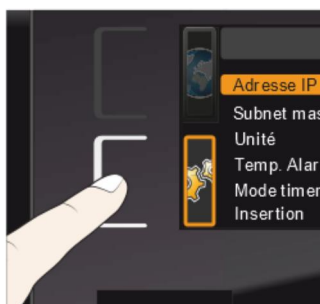 Adresse IP
Subnet mas
Unité
Temp. Alar
Mode timer
Insertion